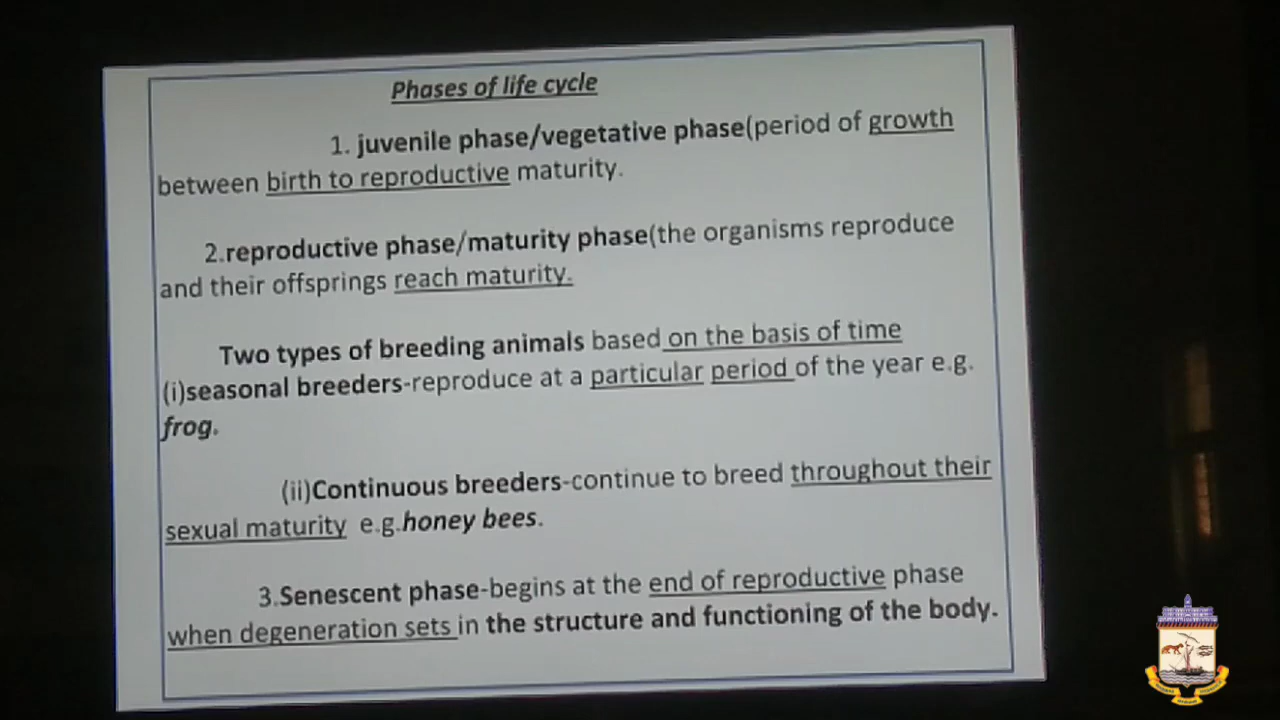 Phases of life cycle
1. juvenile phase/vegetative phase(period of growth
between birth to reproductive maturity.
2.reproductive phase/maturity phase(the organisms reproduce
and their offsprings reach maturity.
Two types of breeding animals based on the basis of time
(i)seasonal breeders-reproduce at a particular period of the year e.g.
frog.
(ii)Continuous breeders-continue to breed throughout their
sexual maturity e.g.honey bees.
3.Senescent phase-begins at the end of reproductive phase
when degeneration sets in the structure and functioning of the body.